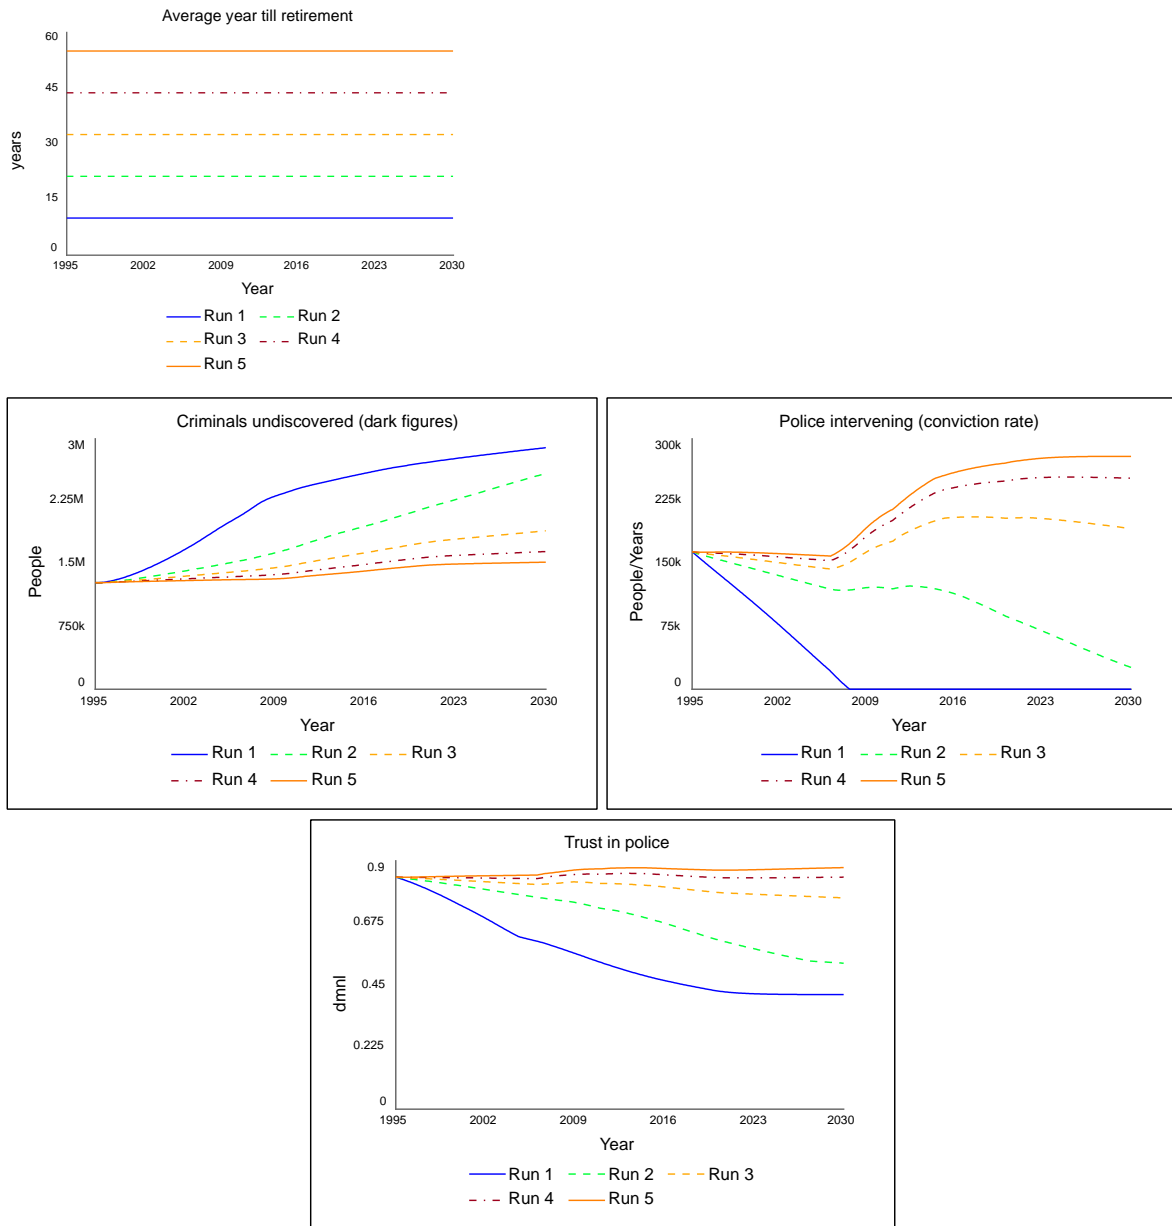 Average year till retirement
60
45
30
15
0
years
1995 2002 2009 2016 2023 2030
Year
Run 1 Run 2
Run 3 Run 4
Run 5
Criminals undiscovered (dark figures)
3M
2.25M
1.5M
750k
0
People
1995 2002 2009 2016 2023 2030
Year
Run 1 Run 2 Run 3
Run 4 Run 5
Police intervening (conviction rate)
300k
225k
150k
75k
0
People/Years
1995 2002 2009 2016 2023 2030
Year
Run 1 Run 2 Run 3
Run 4 Run 5
Trust in police
0.9
0.675
0.45
0.225
0
dmnl
1995 2002 2009 2016 2023 2030
Year
Run 1 Run 2 Run 3
Run 4 Run 5